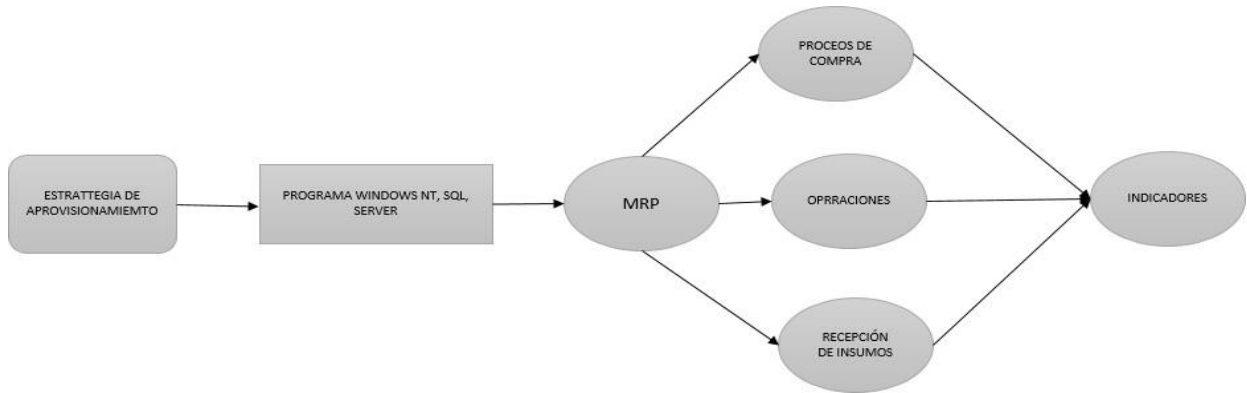 ESTRATTEGIA DE
APROVISIONAMIEMTO
PROGRAMA WINDOWS NT, SQL,
SERVER
MRP
PROCEOS DE
COMPRA
OPRRACIONES
RECEPCIÓN
DE INSUMOS
INDICADORES